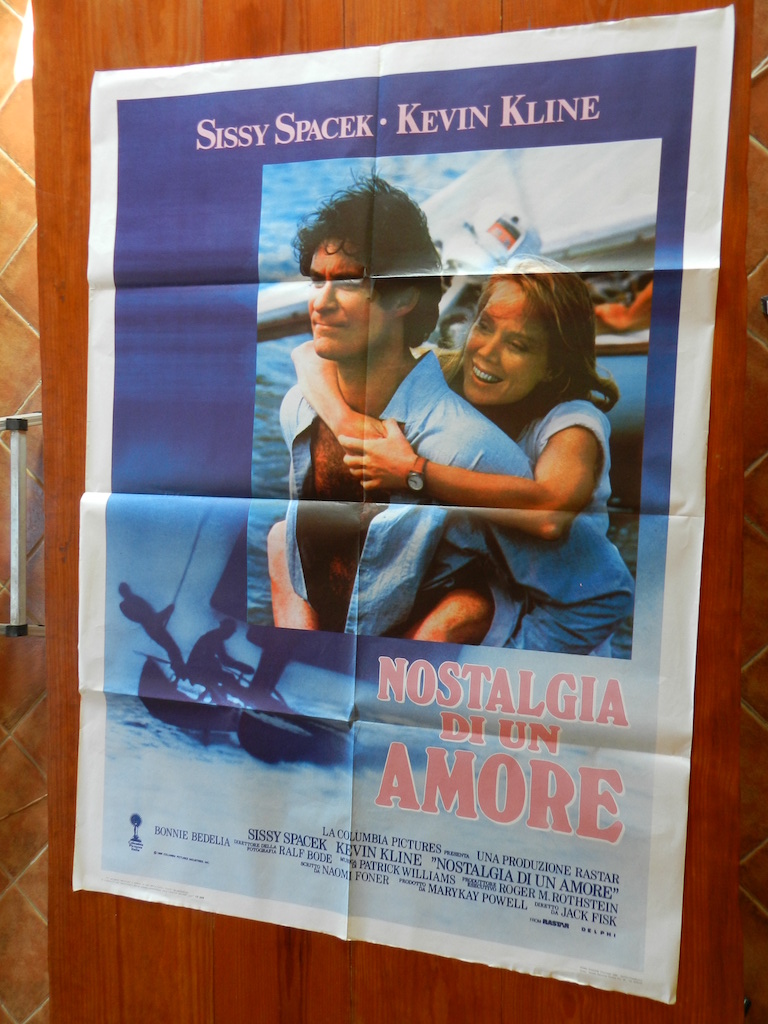 SISSY SPACEK • KEVIN KLINE
NOSTALGIA
DI UN
AMORE
LA COLUMBIA PICTURES PRESENTA UNA PRODUZIONE RASTAR
SISSY SPACEK KEVIN KLINE "NOSTALGIA DI UN AMORE"
BONNIE BEDELIA DIRETTORE DELLA FOTOGRAFIA RALF BODE MUSICA PATRICK WILLIAMS PRODUTTORE ESECUTIVO ROGER M. ROTHSTEIN
SCRITTO DA NAOMI FONER PRODOTTO DA MARYKAY POWELL DIRETTO DA JACK FISK
FROM RASTAR DELPHI